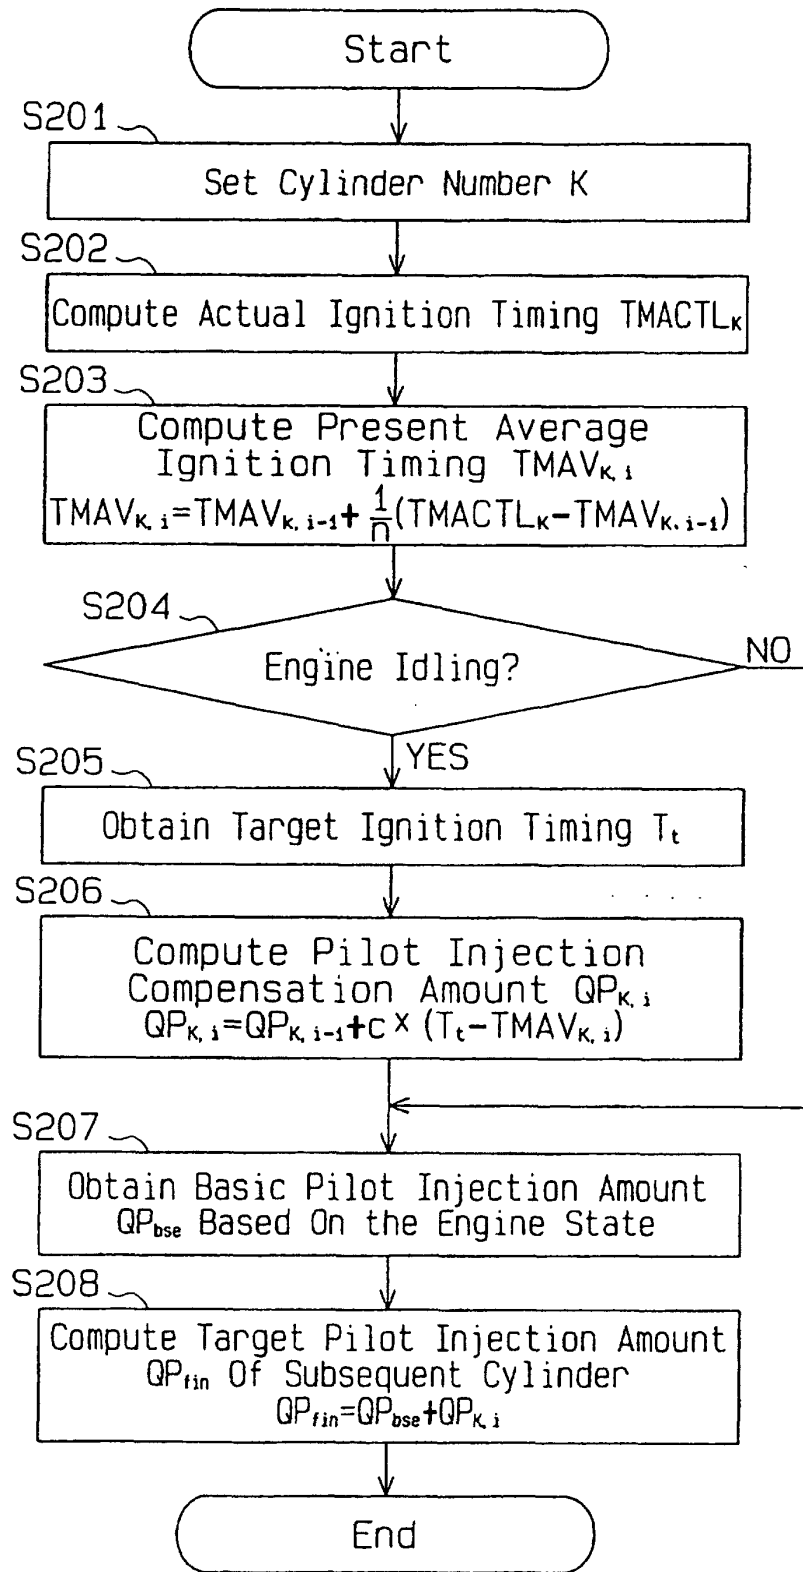 Start
S201
Set Cylinder Number K
S202
Compute Actual Ignition Timing TMACTLK
S203
Compute Present Average
Ignition Timing TMAVK, i
TMAVK, i=TMAVK, i-1+ 1/n (TMACTLK-TMAVK, i-1)
S204
Engine Idling?
NO
YES
S205
Obtain Target Ignition Timing Tt
S206
Compute Pilot Injection
Compensation Amount QPK, i
QPK, i=QPK, i-1+c× (Tt-TMAVK, i)
S207
Obtain Basic Pilot Injection Amount
QPbse Based On the Engine State
S208
Compute Target Pilot Injection Amount
QPfin Of Subsequent Cylinder
QPfin=QPbse+QPK, i
End